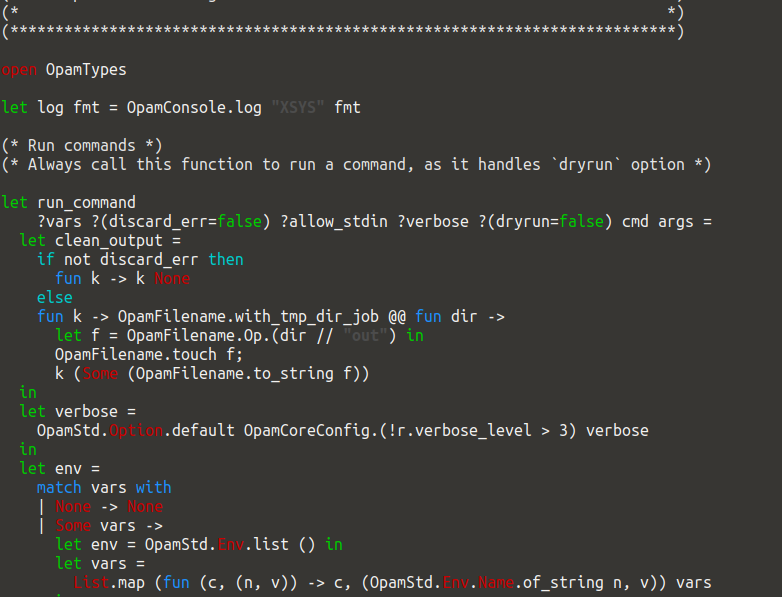 (*                                                                        *)
(**************************************************************************)

open OpamTypes

let log fmt = OpamConsole.log "XSYS" fmt

(* Run commands *)
(* Always call this function to run a command, as it handles `dryrun` option *)

let run_command
    ?vars ?(discard_err=false) ?allow_stdin ?verbose ?(dryrun=false) cmd args =
  let clean_output =
    if not discard_err then
      fun k -> k None
    else
    fun k -> OpamFilename.with_tmp_dir_job @@ fun dir ->
      let f = OpamFilename.Op.(dir // "out") in
      OpamFilename.touch f;
      k (Some (OpamFilename.to_string f))
  in
  let verbose =
    OpamStd.Option.default OpamCoreConfig.(!r.verbose_level > 3) verbose
  in
  let env =
    match vars with
    | None -> None
    | Some vars ->
      let env = OpamStd.Env.list () in
      let vars =
        List.map (fun (c, (n, v)) -> c, (OpamStd.Env.Name.of_string n, v)) vars